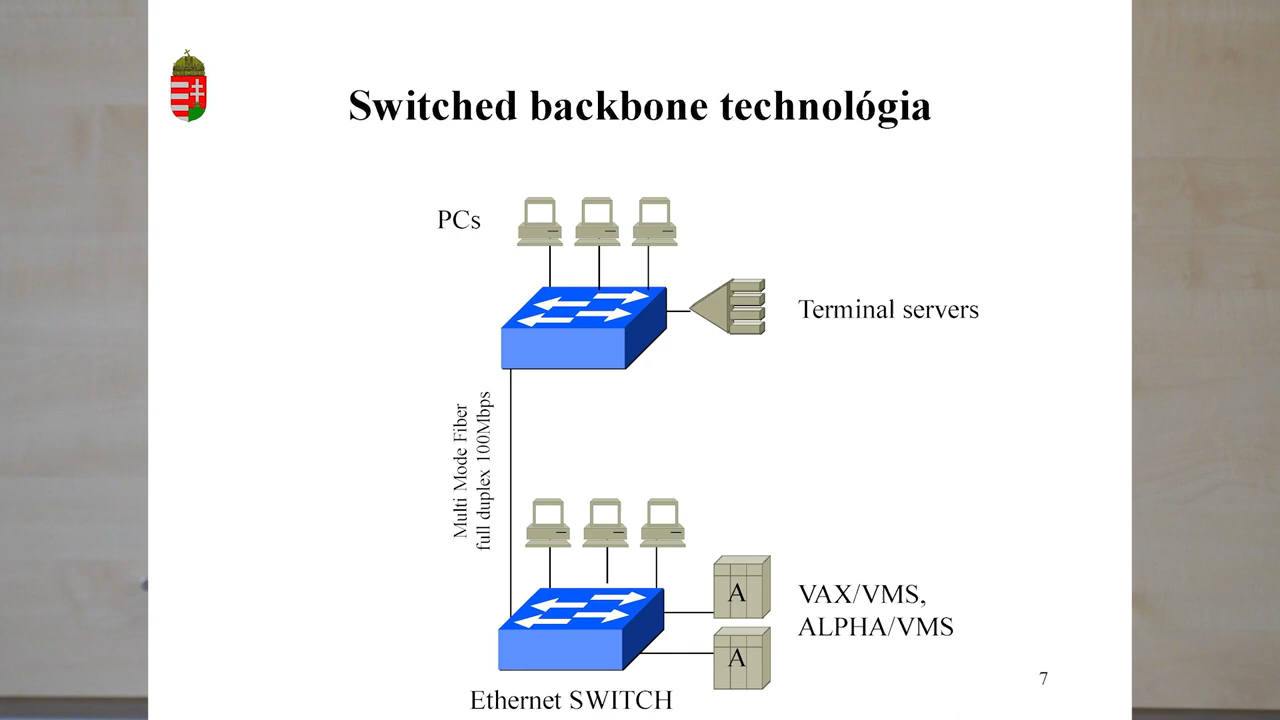 Switched backbone technológia
PCs
Terminal servers
Multi Mode Fiber
full duplex 100Mbps
A
VAX/VMS,
ALPHA/VMS
A
7
Ethernet SWITCH